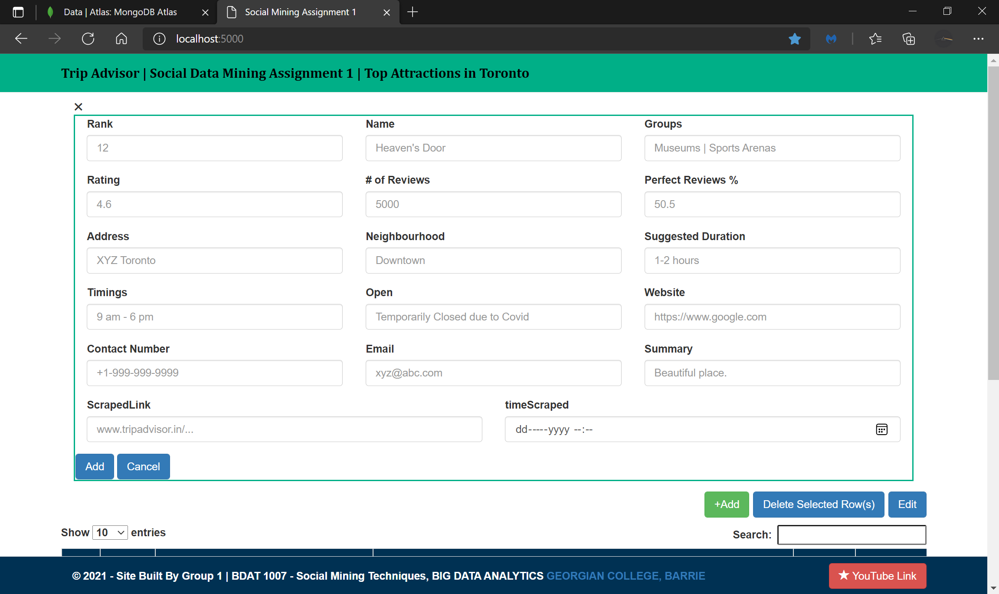 Data | Atlas: MongoDB Atlas
Social Mining Assignment 1
localhost:5000
Trip Advisor | Social Data Mining Assignment 1 | Top Attractions in Toronto
Rank Name Groups
12 Heaven's Door Museums | Sports Arenas
Rating # of Reviews Perfect Reviews %
4.6 5000 50.5
Address Neighbourhood Suggested Duration
XYZ Toronto Downtown 1-2 hours
Timings Open Website
9 am - 6 pm Temporarily Closed due to Covid https://www.google.com
Contact Number Email Summary
+1-999-999-9999 xyz@abc.com Beautiful place.
ScrapedLink timeScraped
www.tripadvisor.in/... dd-----yyyy --:--
Add Cancel
+Add Delete Selected Row(s) Edit
Show 10 entries Search:
© 2021 - Site Built By Group 1 | BDAT 1007 - Social Mining Techniques, BIG DATA ANALYTICS GEORGIAN COLLEGE, BARRIE ★ YouTube Link